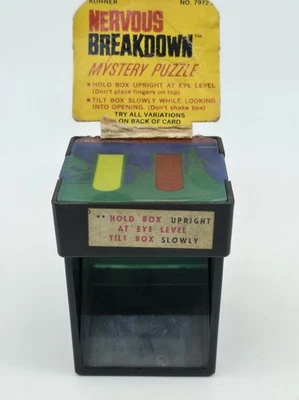 KOHNER NO. 7972
NERVOUS
BREAKDOWN™
MYSTERY PUZZLE
• HOLD BOX UPRIGHT AT EYE LEVEL
(Don't place fingers on top)
• TILT BOX SLOWLY WHILE LOOKING
INTO OPENING. (Don't shake box)
TRY ALL VARIATIONS
ON BACK OF CARD
HOLD BOX UPRIGHT
AT EYE LEVEL
TILT BOX SLOWLY